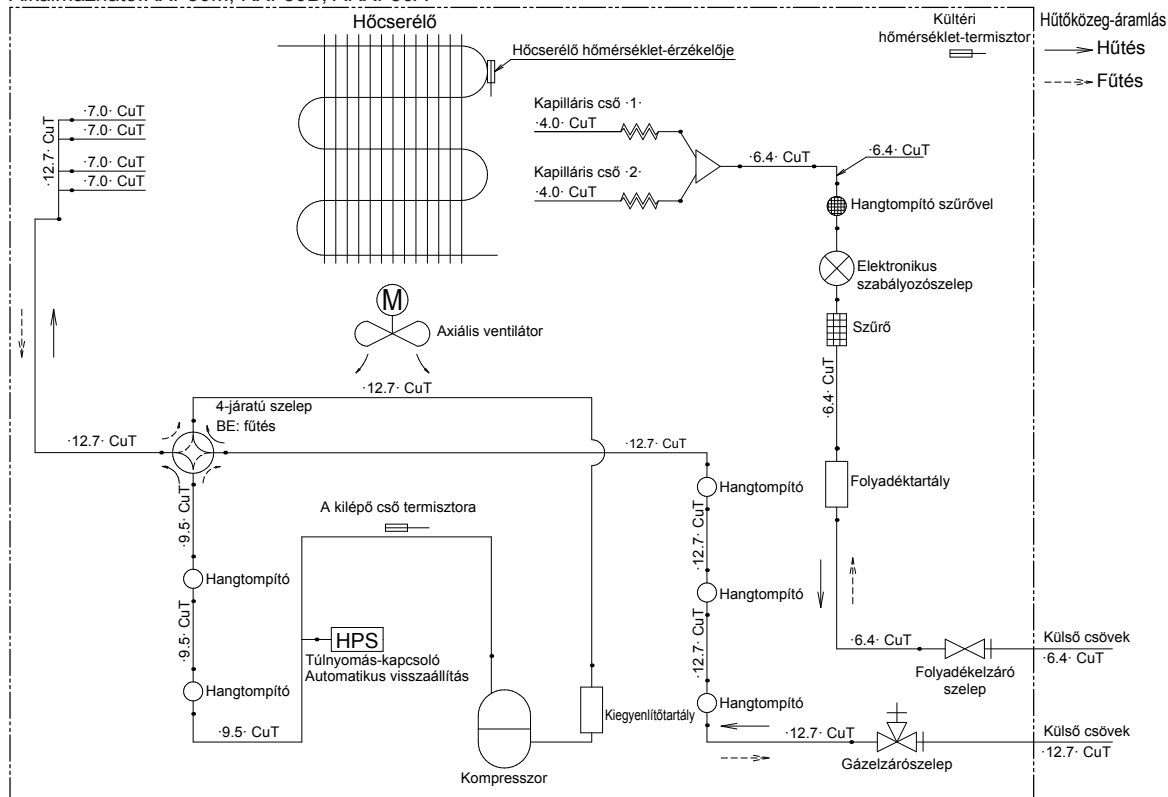 Hőcserélő
Kültéri
hőmérséklet-termisztor
Hűtőközeg-áramlás
Hűtés
Fűtés
Hőcserélő hőmérséklet-érzékelője
·7.0· CuT
·7.0· CuT
·7.0· CuT
·7.0· CuT
·12.7· CuT
Kapilláris cső ·1·
·4.0· CuT
Kapilláris cső ·2·
·4.0· CuT
·6.4· CuT
·6.4· CuT
Hangtompító szűrővel
Elektronikus
szabályozószelep
Szűrő
·6.4· CuT
M
Axiális ventilátor
·12.7· CuT
4-járatú szelep
BE: fűtés
·12.7· CuT
·12.7· CuT
Folyadéktartály
Hangtompító
·9.5· CuT
A kilépő cső termisztora
·12.7· CuT
Hangtompító
Hangtompító
·9.5· CuT
HPS
Túlnyomás-kapcsoló
Automatikus visszaállítás
·12.7· CuT
·6.4· CuT
Külső csövek
·6.4· CuT
Folyadékelzáró
szelep
Hangtompító
Hangtompító
Kiegyenlítőtartály
·9.5· CuT
·12.7· CuT
Külső csövek
·12.7· CuT
Gázelzárószelep
Kompresszor